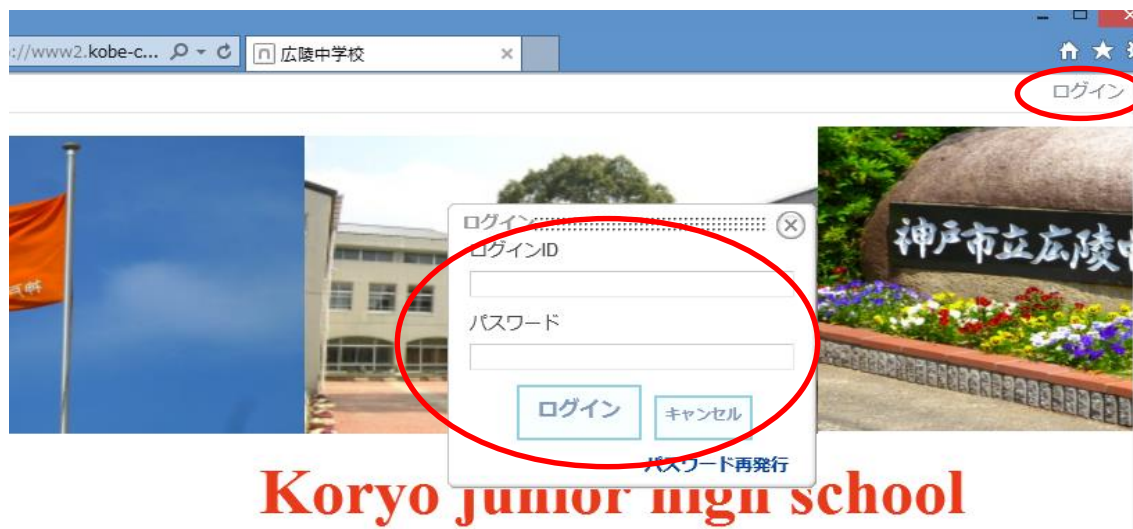 ://www2.kobe-c...
広陵中学校
ログイン
ログイン
ログインID
パスワード
ログイン
キャンセル
パスワード再発行
神戸市立広陵中
Koryo junior high school